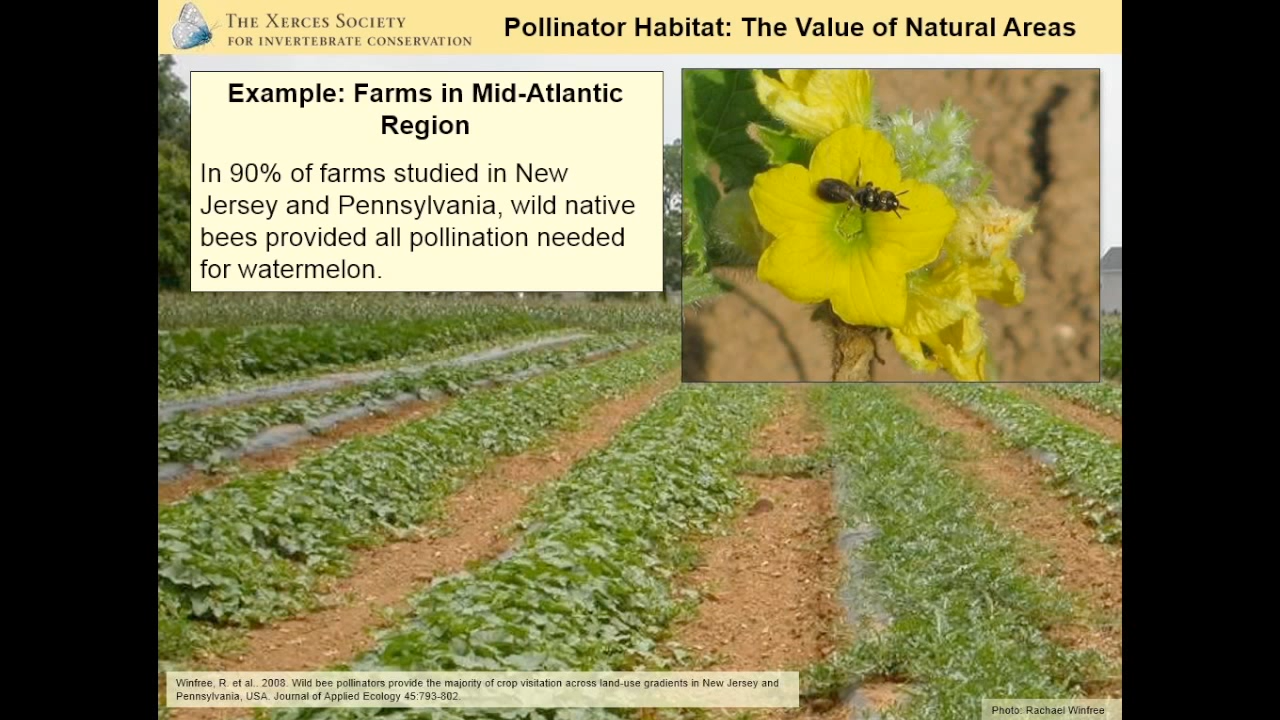 THE XERCES SOCIETY
FOR INVERTEBRATE CONSERVATION
Pollinator Habitat: The Value of Natural Areas
Example: Farms in Mid-Atlantic
Region
In 90% of farms studied in New
Jersey and Pennsylvania, wild native
bees provided all pollination needed
for watermelon.
Winfree, R. et al.. 2008. Wild bee pollinators provide the majority of crop visitation across land-use gradients in New Jersey and
Pennsylvania, USA. Journal of Applied Ecology 45:793-802.
Photo: Rachael Winfree